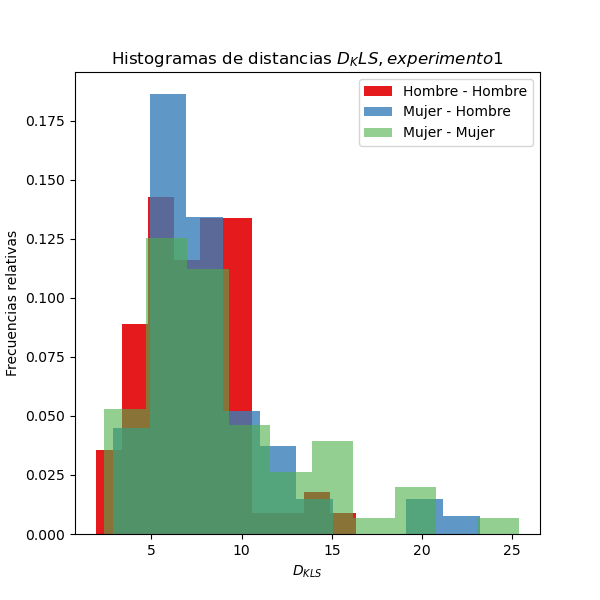 Histogramas de distancias D_KLS, experimento1
Hombre - Hombre
Mujer - Hombre
Mujer - Mujer
Frecuencias relativas
0.175
0.150
0.125
0.100
0.075
0.050
0.025
0.000
5 10 15 20 25
D_{KLS}